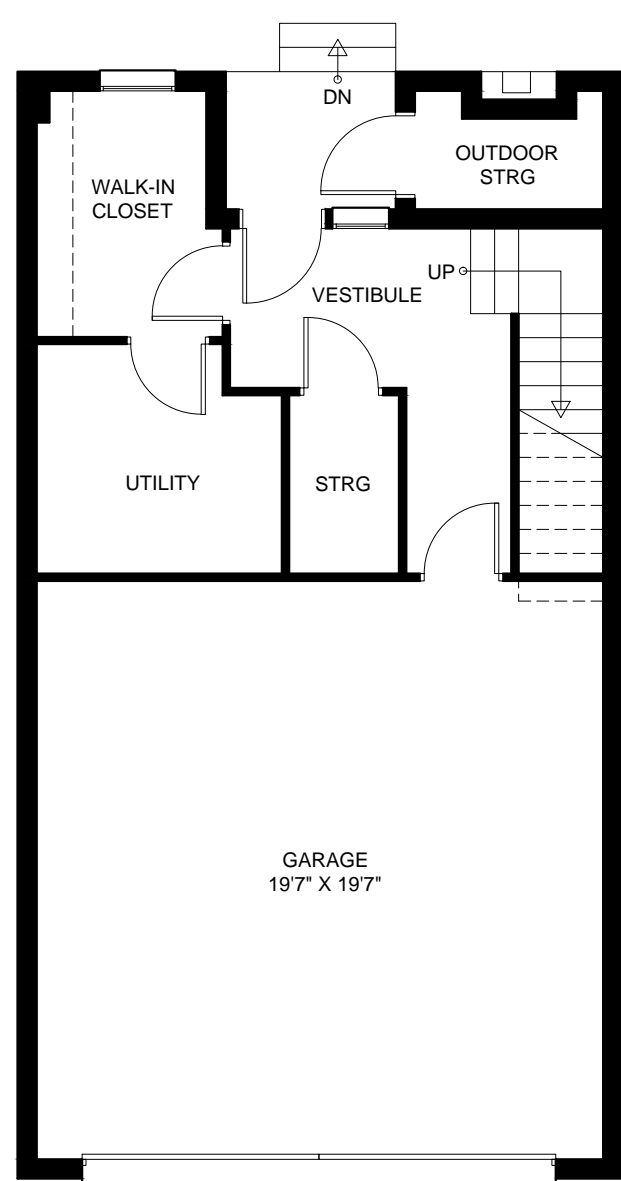 DN
OUTDOOR
STRG
WALK-IN
CLOSET
UP
VESTIBULE
UTILITY
STRG
GARAGE
19'7" X 19'7"